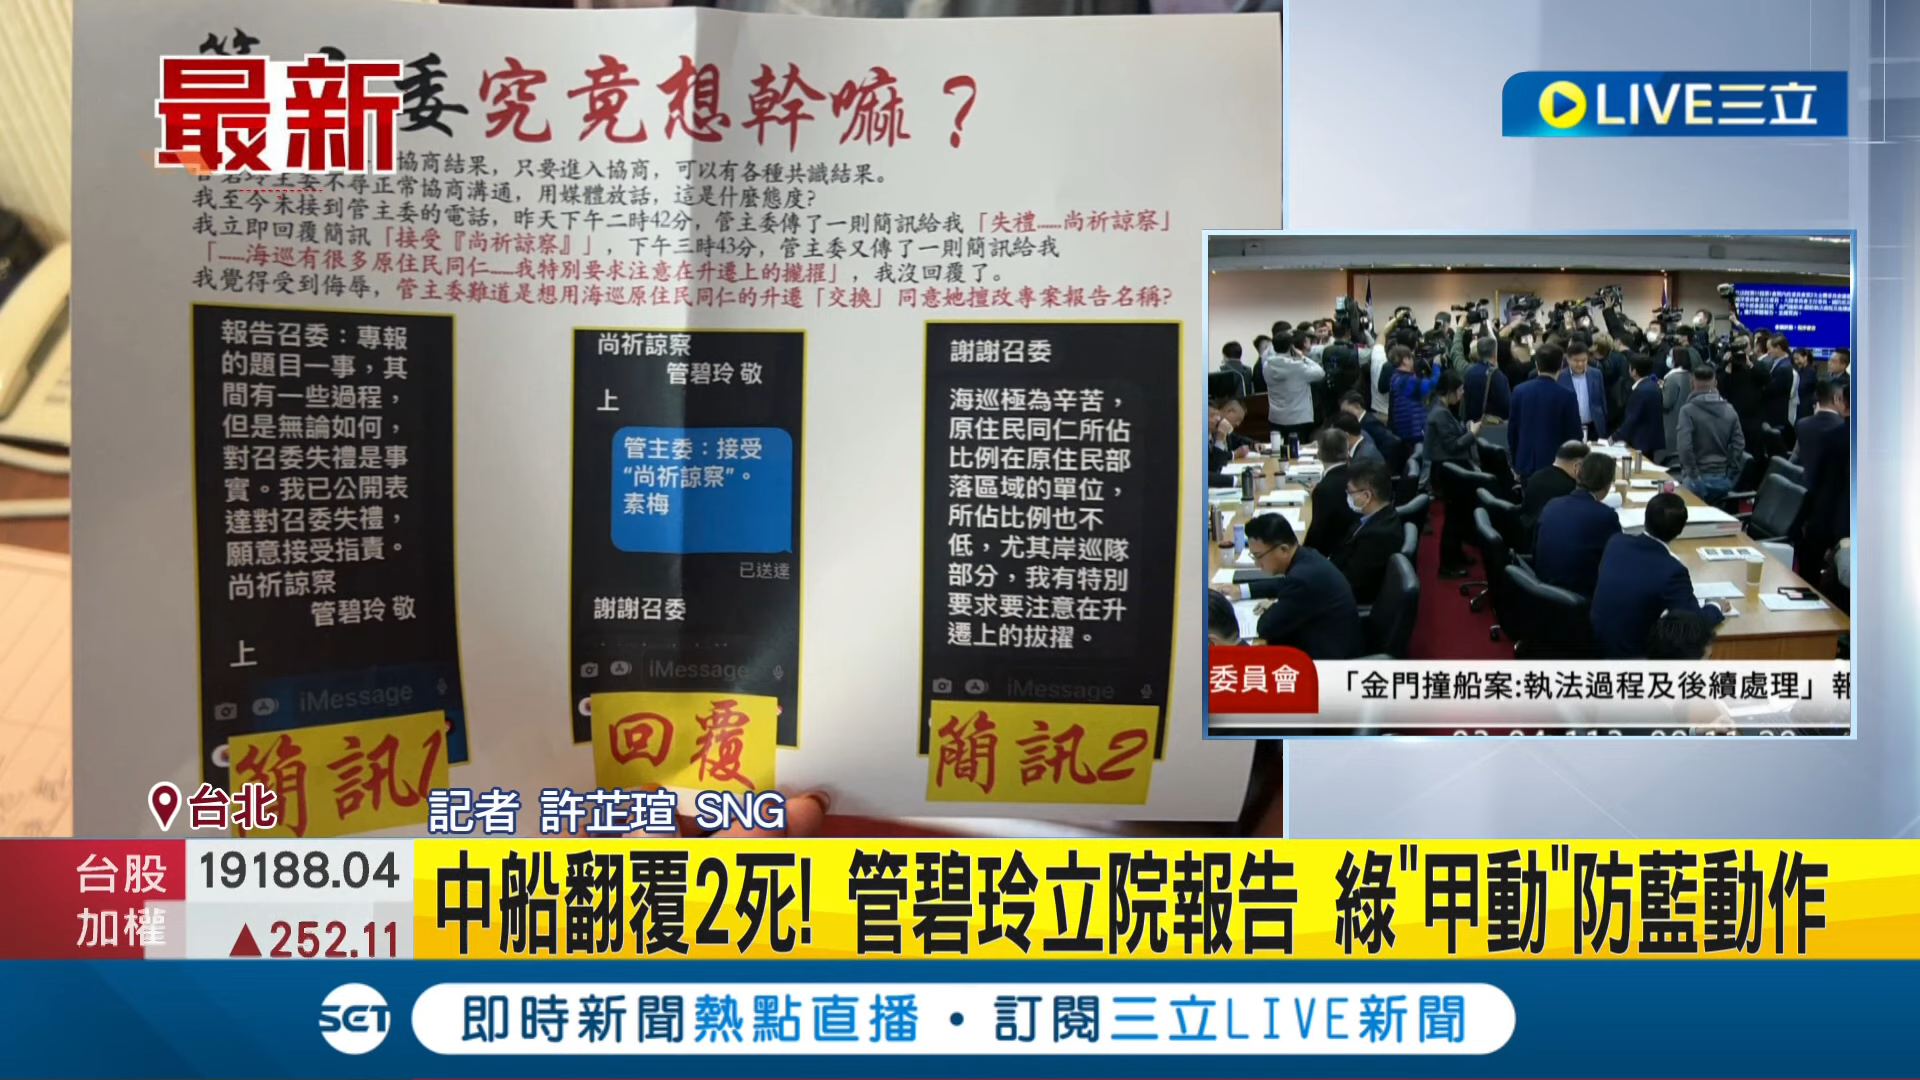 最新
委究竟想幹嘛？
協商結果，只要進入協商，可以有各種共識結果。
不尋正常協商溝通，用媒體放話，這是什麼態度?
我至今未接到管主委的電話，昨天下午二時42分，管主委傳了一則簡訊給我「失禮……尚祈諒察」
我立即回覆簡訊「接受『尚祈諒察』」，下午三時43分，管主委又傳了一則簡訊給我
「……海巡有很多原住民同仁……我特別要求注意在升遷上的攏擢」，我沒回覆了。
我覺得受到侮辱，管主委難道是想用海巡原住民同仁的升遷「交換」同意她擅改專案報告名稱?
報告召委：專報
的題目一事，其
間有一些過程，
但是無論如何，
對召委失禮是事
實。我已公開表
達對召委失禮，
願意接受指責。
尚祈諒察
管碧玲 敬
上
iMessage
簡訊1
尚祈諒察
管碧玲 敬
上
管主委：接受
“尚祈諒察”。
素梅
已送達
謝謝召委
iMessage
回覆
謝謝召委
海巡極為辛苦，
原住民同仁所佔
比例在原住民部
落區域的單位，
所佔比例也不
低，尤其岸巡隊
部分，我有特別
要求要注意在升
遷上的拔擢。
iMessage
簡訊2
LIVE三立
委員會
「金門撞船案:執法過程及後續處理」報
台北
記者 許芷瑄 SNG
台股
加權
19188.04
▲252.11
中船翻覆2死! 管碧玲立院報告 綠"甲動"防藍動作
SET
即時新聞熱點直播・訂閱三立LIVE新聞